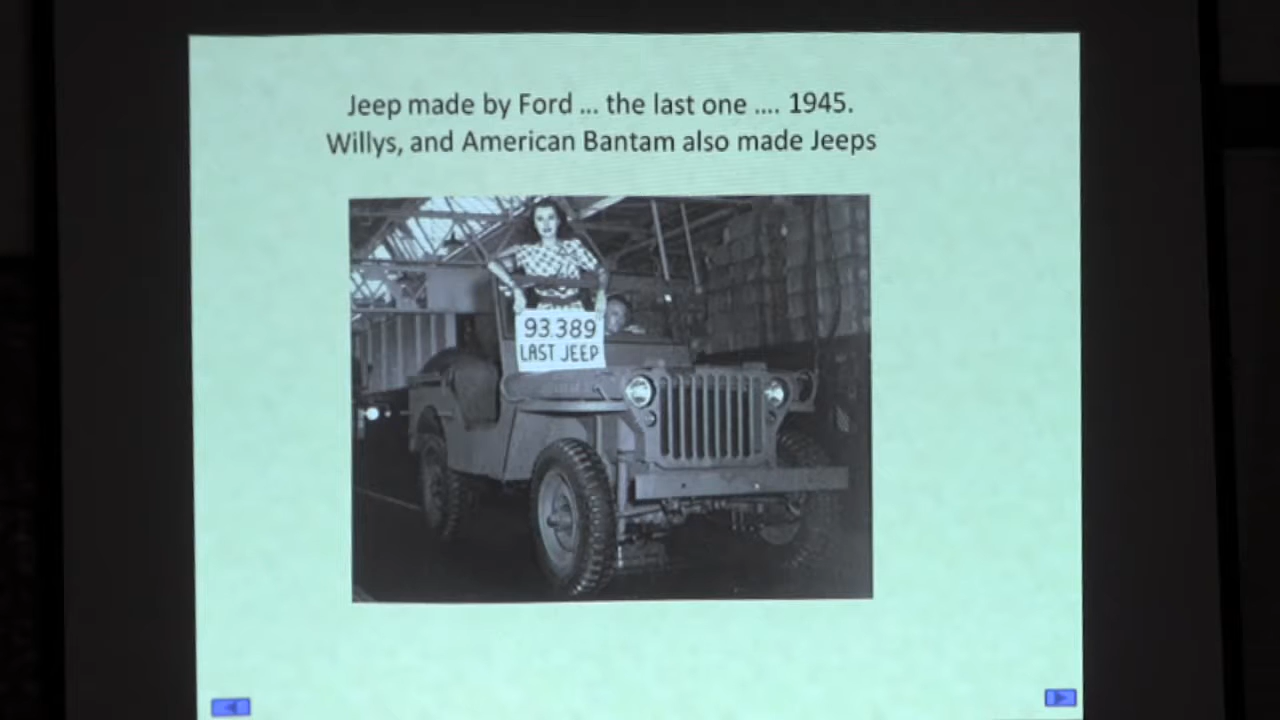 Jeep made by Ford ... the last one .... 1945.
Willys, and American Bantam also made Jeeps
93.389
LAST JEEP